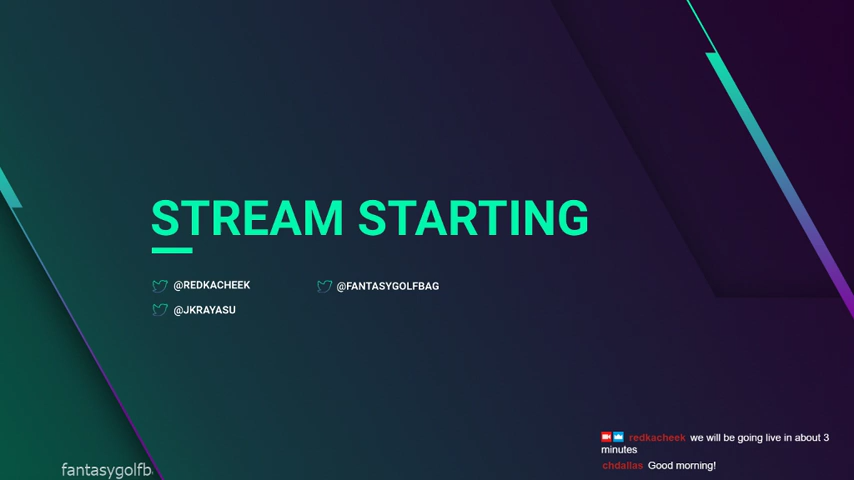 STREAM STARTING
@REDKACHEEK
@FANTASYGOLFBAG
@JKRAYASU
redkacheek we will be going live in about 3
minutes
chdallas Good morning!
fantasygolfb